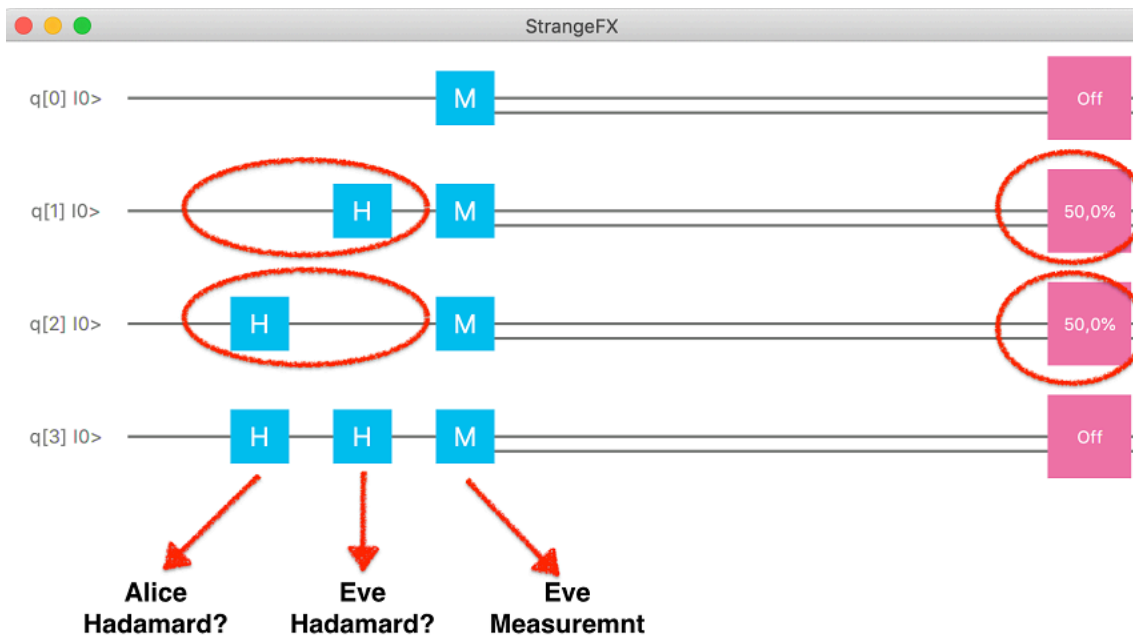 StrangeFX
q[0] I0> M Off
q[1] I0> H M 50,0%
q[2] I0> H M 50,0%
q[3] I0> H H M Off
Alice Eve Eve
Hadamard? Hadamard? Measuremnt